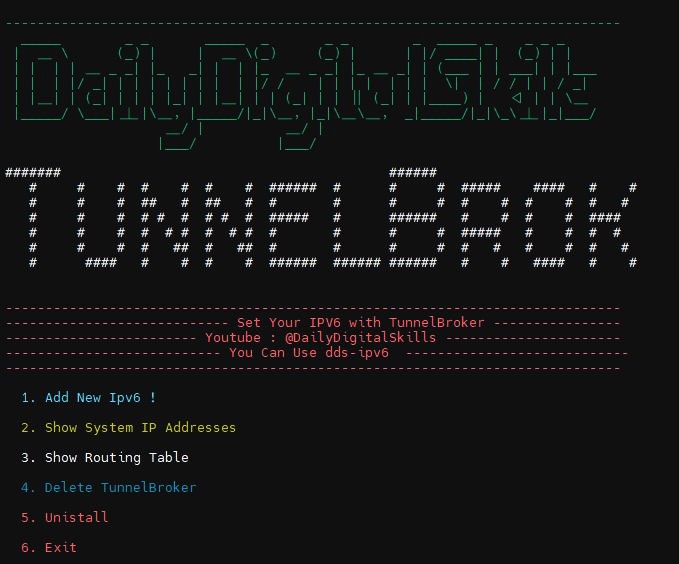 DailyDigitalSkills
TUNNELBROK
Set Your IPV6 with TunnelBroker
Youtube : @DailyDigitalSkills
You Can Use dds-ipv6
1. Add New Ipv6 !
2. Show System IP Addresses
3. Show Routing Table
4. Delete TunnelBroker
5. Unistall
6. Exit